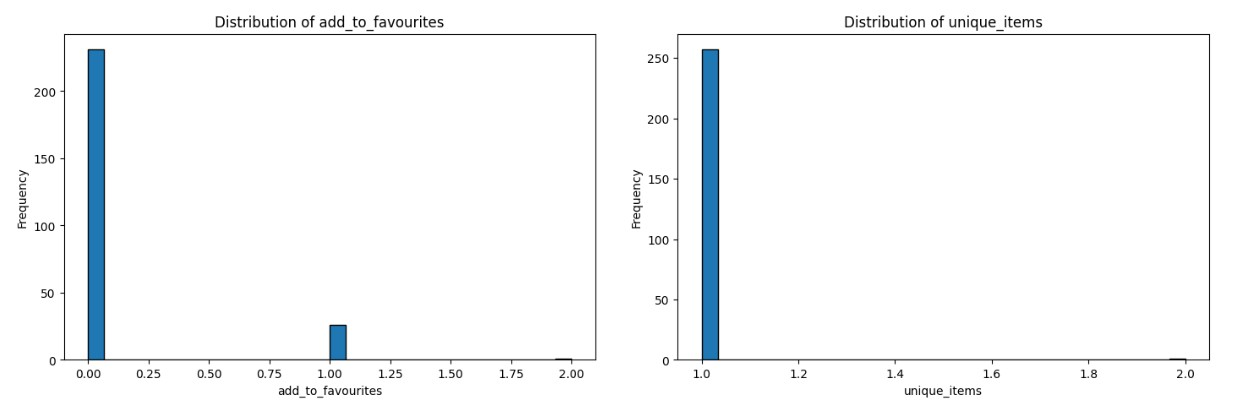 Distribution of add_to_favourites
Frequency
200
150
100
50
0
0.00 0.25 0.50 0.75 1.00 1.25 1.50 1.75 2.00
add_to_favourites
Distribution of unique_items
Frequency
250
200
150
100
50
0
1.0 1.2 1.4 1.6 1.8 2.0
unique_items